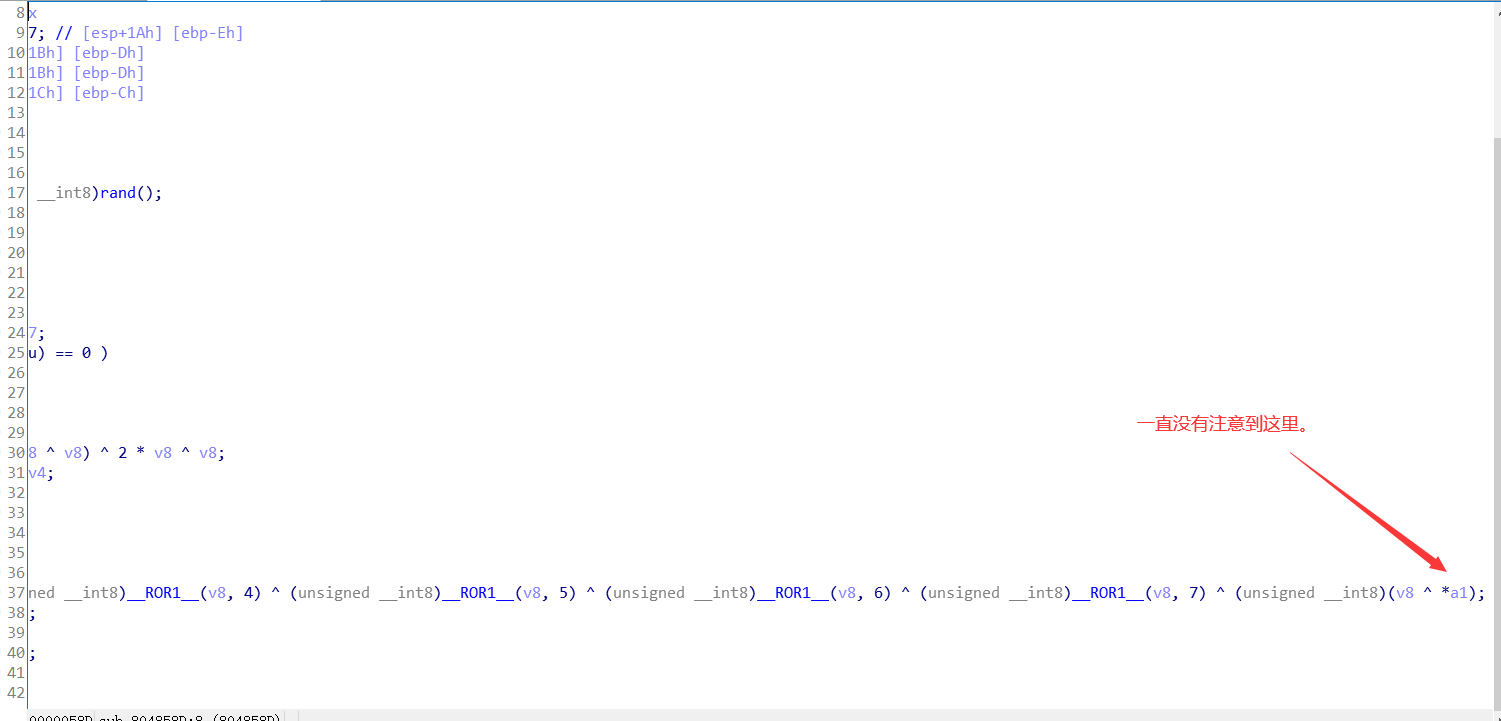 8 x
9 7; // [esp+1Ah] [ebp-Eh]
10 1Bh] [ebp-Dh]
11 1Bh] [ebp-Dh]
12 1Ch] [ebp-Ch]
13
14
15
16
17 __int8)rand();
18
19
20
21
22
23
24 7;
25 u) == 0 )
26
27
28
一直没有注意到这里。
29
30 8 ^ v8) ^ 2 * v8 ^ v8;
31 v4;
32
33
34
35
36
37 ned __int8)__ROR1__(v8, 4) ^ (unsigned __int8)__ROR1__(v8, 5) ^ (unsigned __int8)__ROR1__(v8, 6) ^ (unsigned __int8)__ROR1__(v8, 7) ^ (unsigned __int8)(v8 ^ *a1);
38 ;
39
40 ;
41
42
0000058D sub_804858D:8 (804858D)